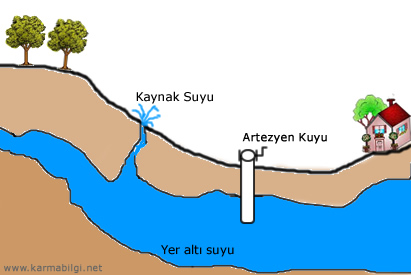 Kaynak Suyu
Artezyen Kuyu
Yer altı suyu
www.karmabilgi.net